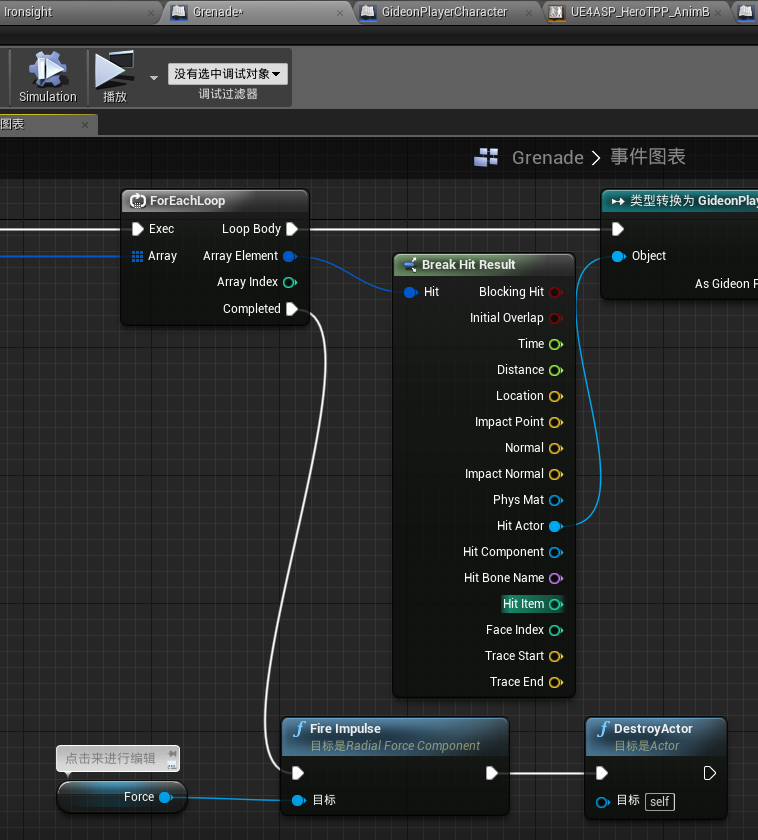 Ironsight
Grenade*
GideonPlayerCharacter
UE4ASP_HeroTPP_AnimB
Simulation
播放
没有选中调试对象
调试过滤器
图表
Grenade > 事件图表
ForEachLoop
Exec
Loop Body
Array
Array Element
Array Index
Completed
Break Hit Result
Hit
Blocking Hit
Initial Overlap
Time
Distance
Location
Impact Point
Normal
Impact Normal
Phys Mat
Hit Actor
Hit Component
Hit Bone Name
Hit Item
Face Index
Trace Start
Trace End
类型转换为 GideonPlay
Object
As Gideon P
点击来进行编辑
Force
Fire Impulse
目标是Radial Force Component
目标
DestroyActor
目标是Actor
目标 self